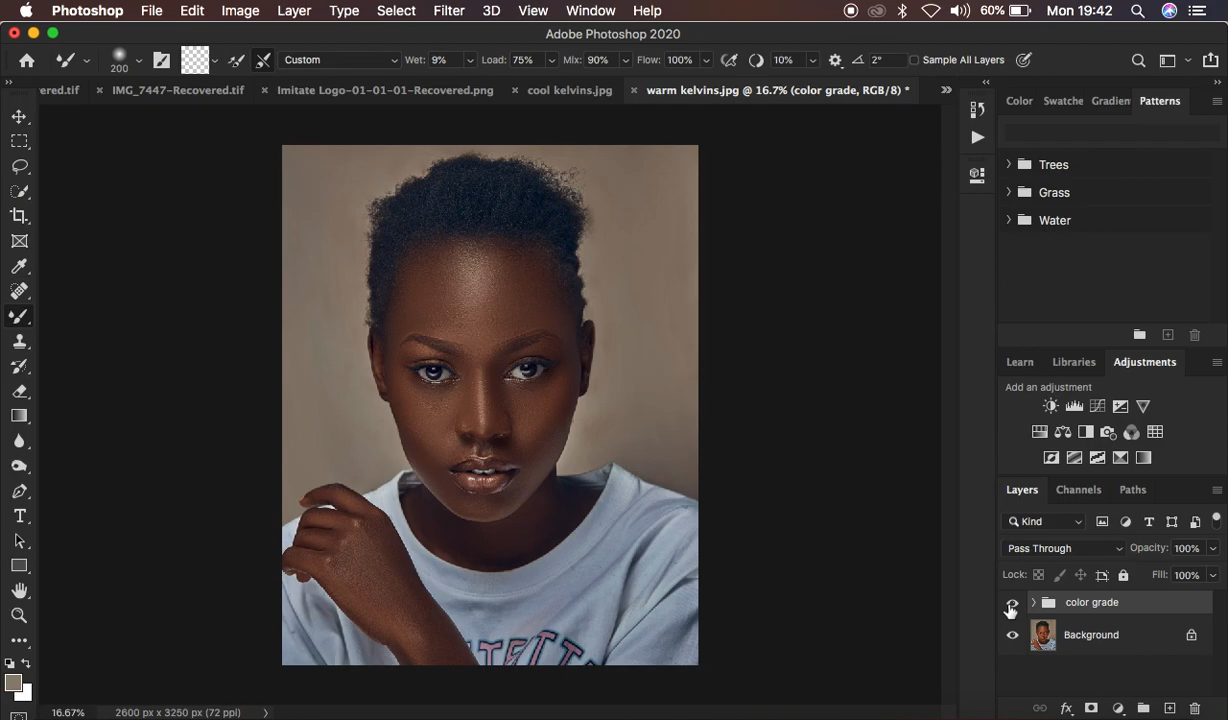 Photoshop File Edit Image Layer Type Select Filter 3D View Window Help 60% Mon 19:42
Adobe Photoshop 2020
200 Custom Wet: 9% Load: 75% Mix: 90% Flow: 100% 10% 2° Sample All Layers
ered.tif × IMG_7447-Recovered.tif × Imitate Logo-01-01-01-Recovered.png × cool kelvins.jpg × warm kelvins.jpg @ 16.7% (color grade, RGB/8) *
Color Swatche Gradien Patterns
Trees
Grass
Water
Learn Libraries Adjustments
Add an adjustment
Layers Channels Paths
Kind
Pass Through Opacity: 100%
Lock: Fill: 100%
color grade
Background
16.67% 2600 px x 3250 px (72 ppi)